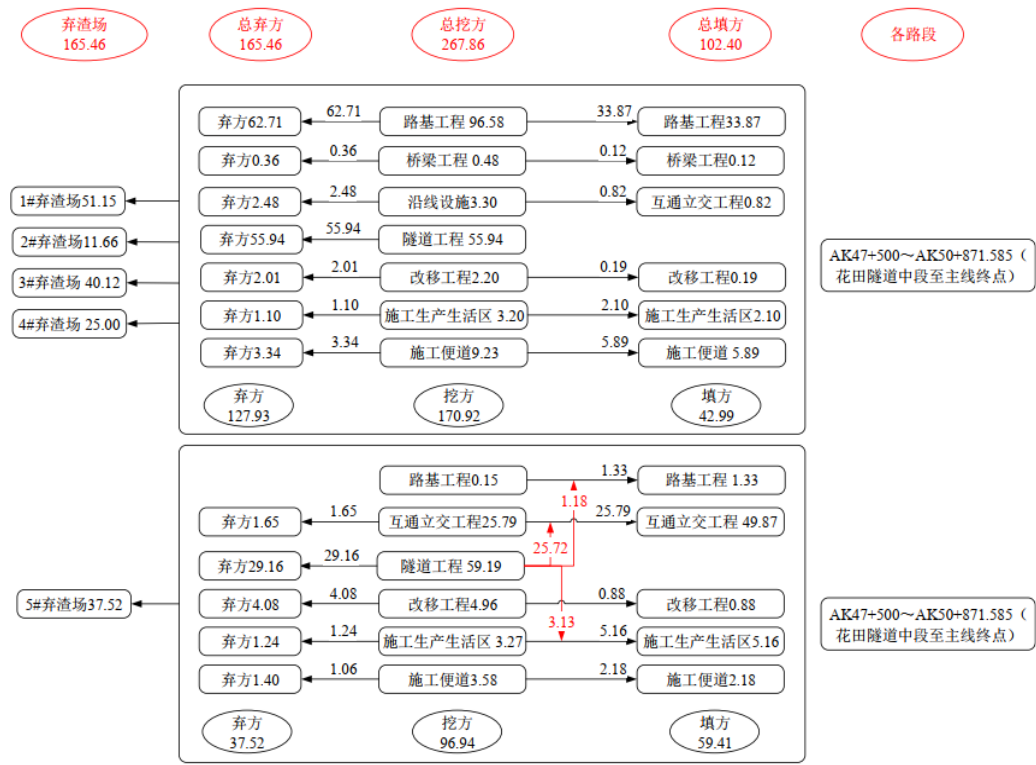 弃渣场
165.46
总弃方
165.46
总挖方
267.86
总填方
102.40
各路段
弃方62.71
62.71
路基工程 96.58
33.87
路基工程33.87
弃方0.36
0.36
桥梁工程 0.48
0.12
桥梁工程0.12
弃方2.48
2.48
沿线设施3.30
0.82
互通立交工程0.82
弃方55.94
55.94
隧道工程 55.94
弃方2.01
2.01
改移工程2.20
0.19
改移工程0.19
弃方1.10
1.10
施工生产生活区 3.20
2.10
施工生产生活区2.10
弃方3.34
3.34
施工便道9.23
5.89
施工便道 5.89
弃方
127.93
挖方
170.92
填方
42.99
1#弃渣场51.15
2#弃渣场11.66
3#弃渣场 40.12
4#弃渣场 25.00
AK47+500～AK50+871.585（
花田隧道中段至主线终点）
路基工程0.15
1.33
路基工程 1.33
1.18
弃方1.65
1.65
互通立交工程25.79
25.79
互通立交工程 49.87
25.72
弃方29.16
29.16
隧道工程 59.19
弃方4.08
4.08
改移工程4.96
0.88
改移工程0.88
3.13
弃方1.24
1.24
施工生产生活区 3.27
5.16
施工生产生活区5.16
弃方1.40
1.06
施工便道3.58
2.18
施工便道2.18
弃方
37.52
挖方
96.94
填方
59.41
5#弃渣场37.52
AK47+500～AK50+871.585（
花田隧道中段至主线终点）